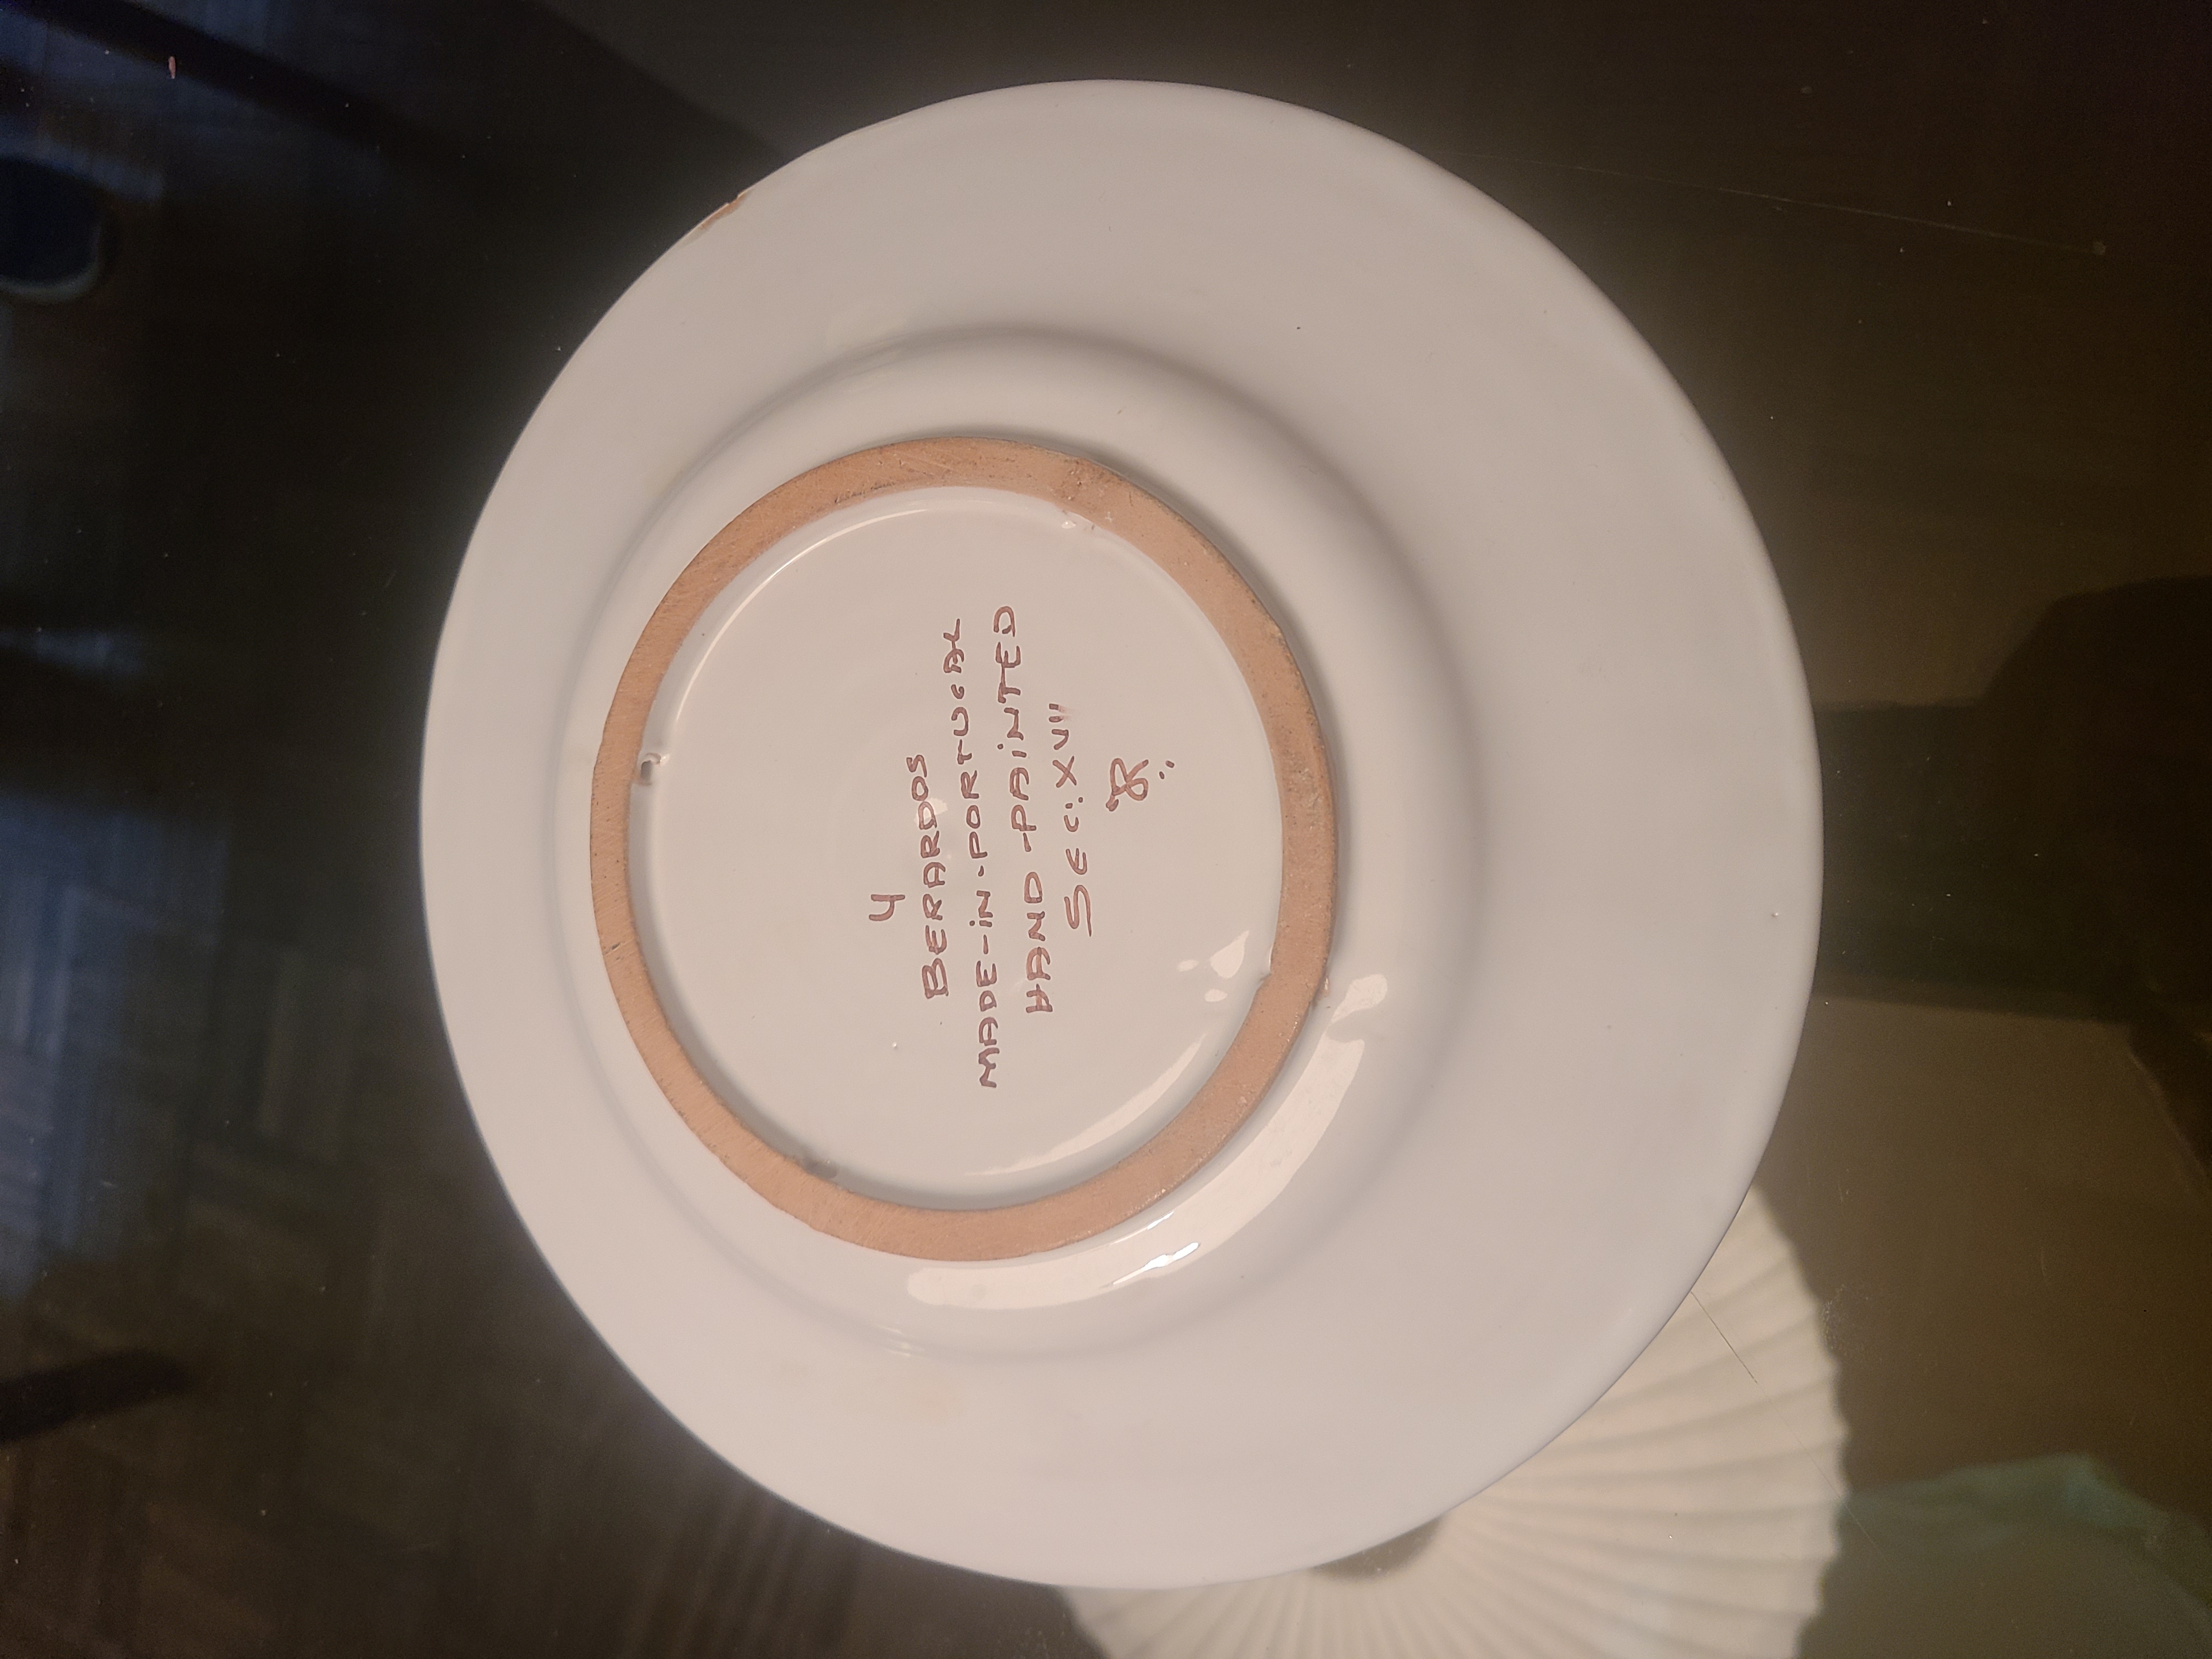 4
BERARDOS
MADE-IN-PORTUGAL
HAND-PAINTED
SEC:XVII